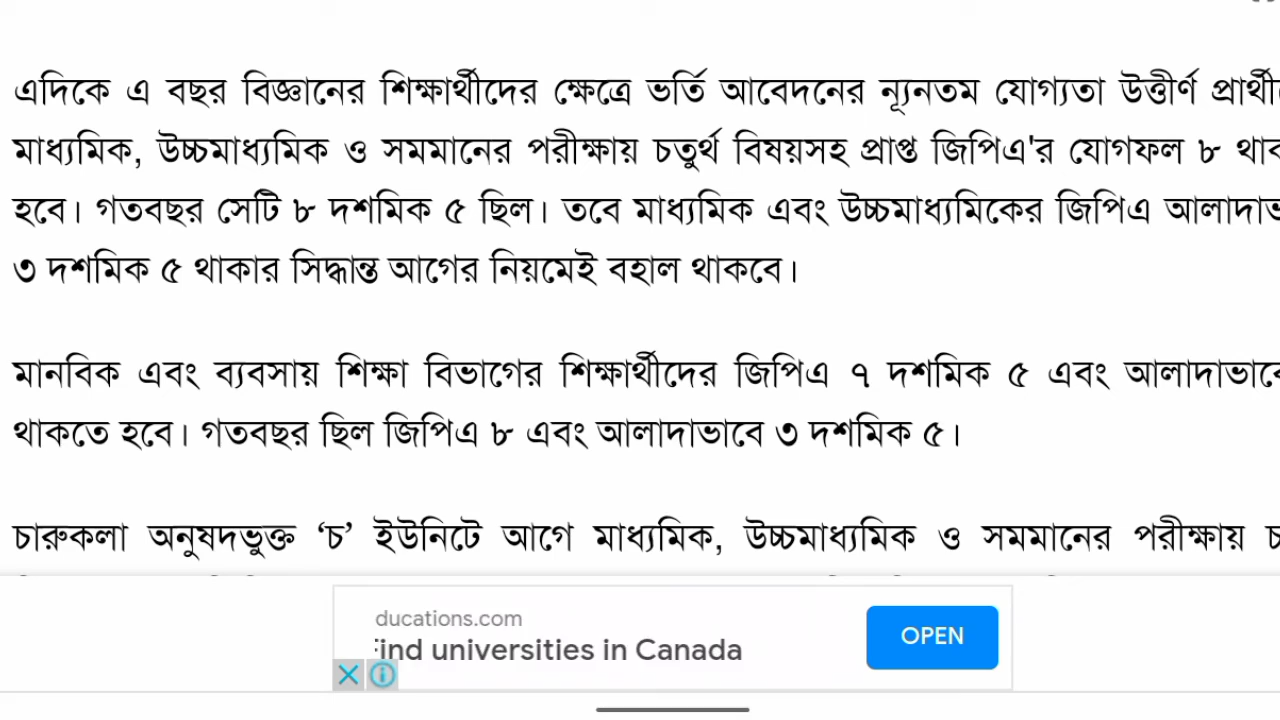 এদিকে এ বছর বিজ্ঞানের শিক্ষার্থীদের ক্ষেত্রে ভর্তি আবেদনের ন্যূনতম যোগ্যতা উত্তীর্ণ
মাধ্যমিক, উচ্চমাধ্যমিক ও সমমানের পরীক্ষায় চতুর্থ বিষয়সহ প্রাপ্ত জিপিএ'র যোগফল ৮
হবে। গতবছর সেটি ৮ দশমিক ৫ ছিল। তবে মাধ্যমিক এবং উচ্চমাধ্যমিকের জিপিএ
৩ দশমিক ৫ থাকার সিদ্ধান্ত আগের নিয়মেই বহাল থাকবে।
মানবিক এবং ব্যবসায় শিক্ষা বিভাগের শিক্ষার্থীদের জিপিএ ৭ দশমিক ৫ এবং
থাকতে হবে। গতবছর ছিল জিপিএ ৮ এবং আলাদাভাবে ৩ দশমিক ৫।
চারুকলা অনুষদভুক্ত ‘চ’ ইউনিটে আগে মাধ্যমিক, উচ্চমাধ্যমিক ও সমমানের পরীক্ষায়
ducations.com
ind universities in Canada
OPEN